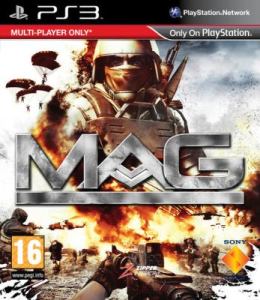 PS3
PlayStation.Network
MULTI-PLAYER ONLY*
Only On PlayStation.
MAG
16
www.pegi.info
ZIPPER
SONY